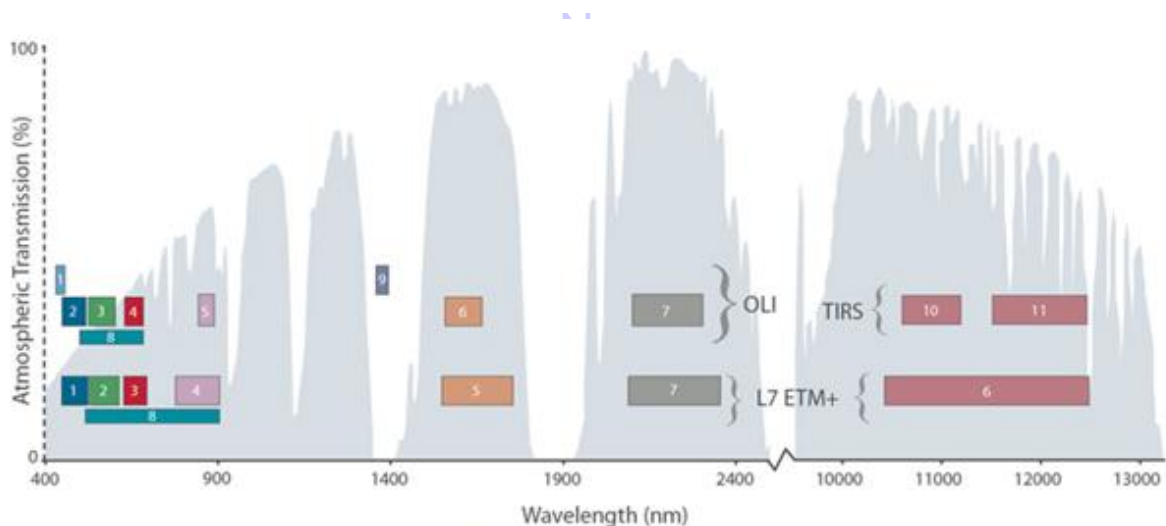 100
Atmospheric Transmission (%)
1 9
2 3 4 5 6 7 OLI TIRS 10 11
8
1 2 3 4 5 7 L7 ETM+ 6
8
0
400 900 1400 1900 2400 10000 11000 12000 13000
Wavelength (nm)